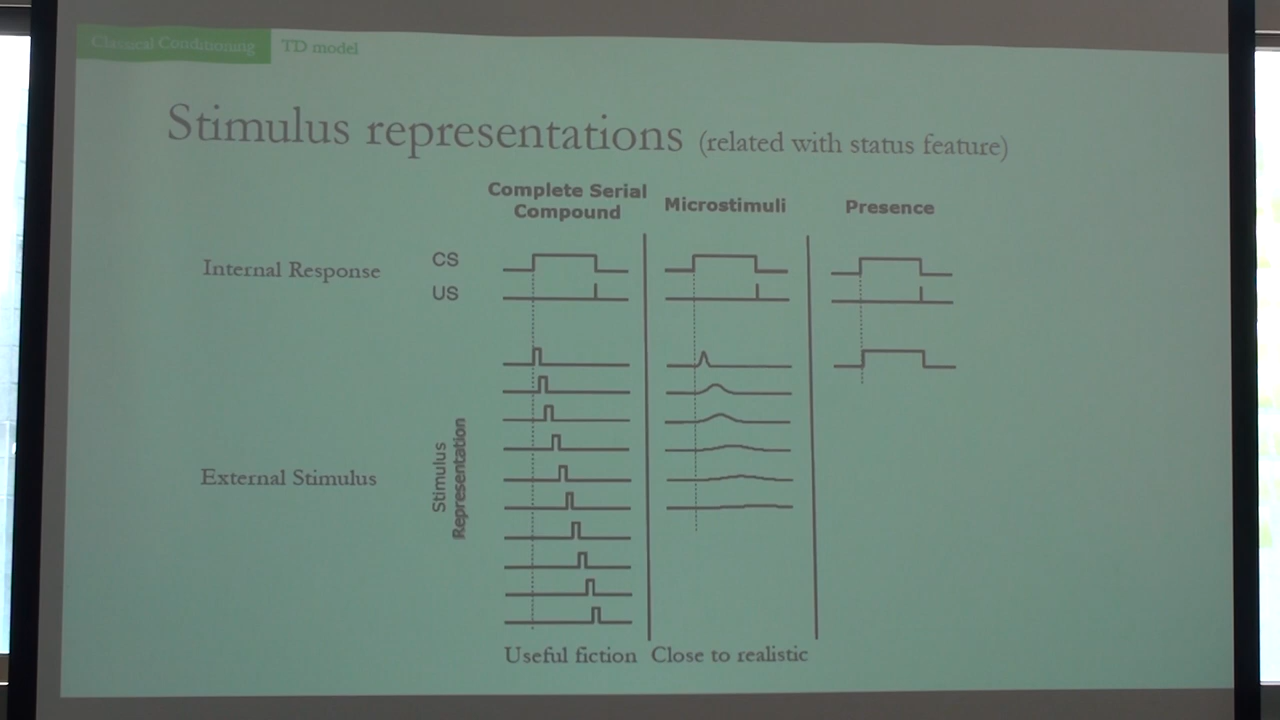 Classical Conditioning TD model
Stimulus representations (related with status feature)
Complete Serial
Compound
Microstimuli
Presence
Internal Response
CS
US
External Stimulus
Stimulus
Representation
Useful fiction
Close to realistic